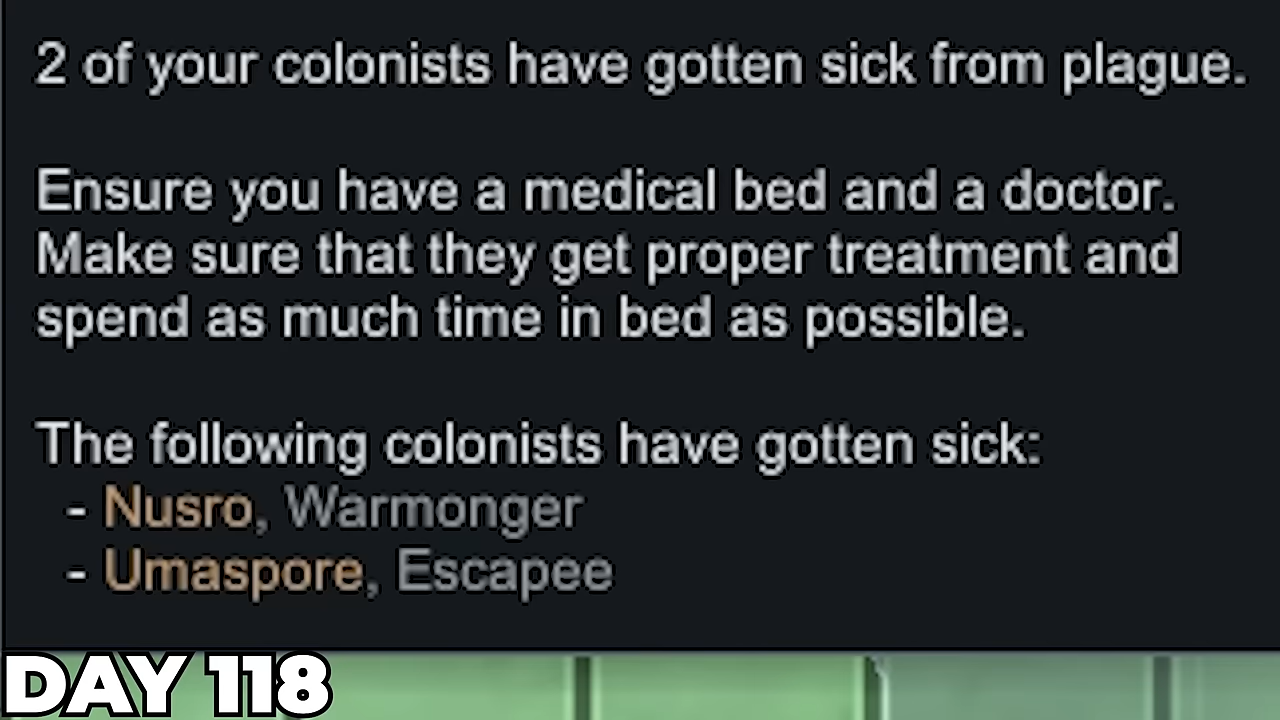 2 of your colonists have gotten sick from plague.
Ensure you have a medical bed and a doctor.
Make sure that they get proper treatment and
spend as much time in bed as possible.
The following colonists have gotten sick:
- Nusro, Warmonger
- Umaspore, Escapee
DAY 118